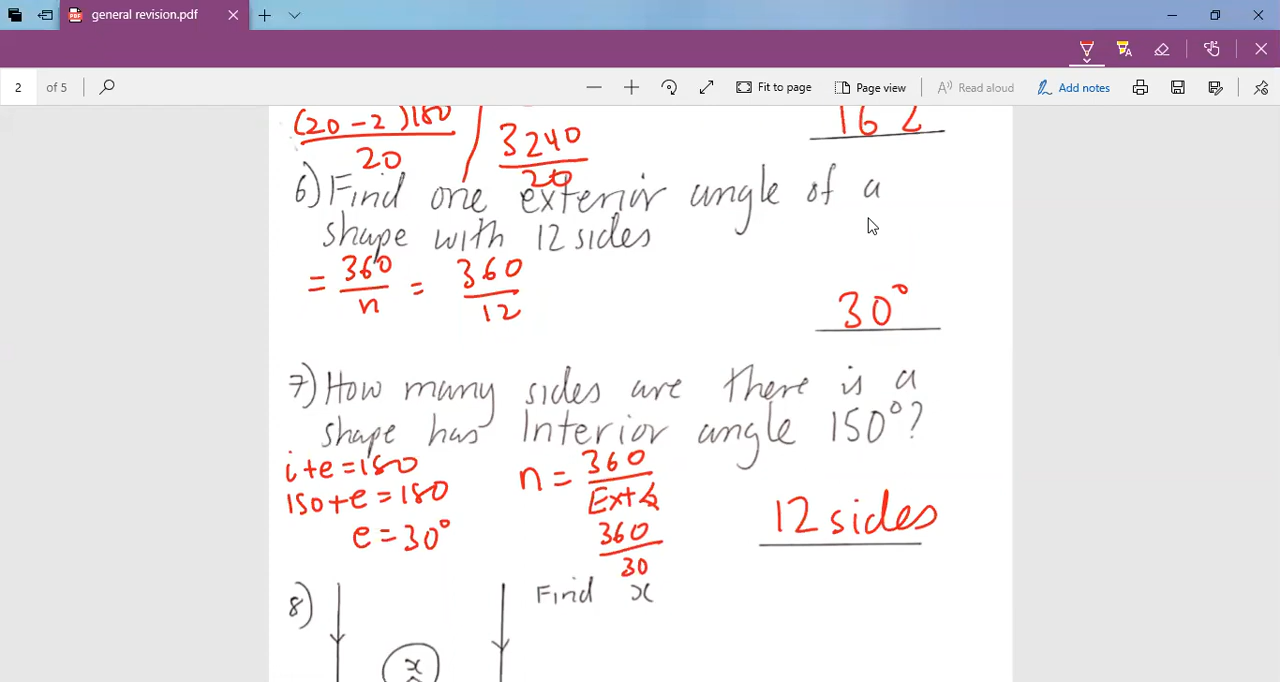 general revision.pdf
2 of 5
Fit to page
Page view
Read aloud
Add notes
(20-2)180
20
3240
20
162
6) Find one exterior angle of a
shape with 12 sides
= 360/n = 360/12
30°
7) How many sides are there is a
shape has Interior angle 150°?
i+e=180
150+e=180
e=30°
n = 360/Ext∠
360/30
12 sides
8) Find x
x